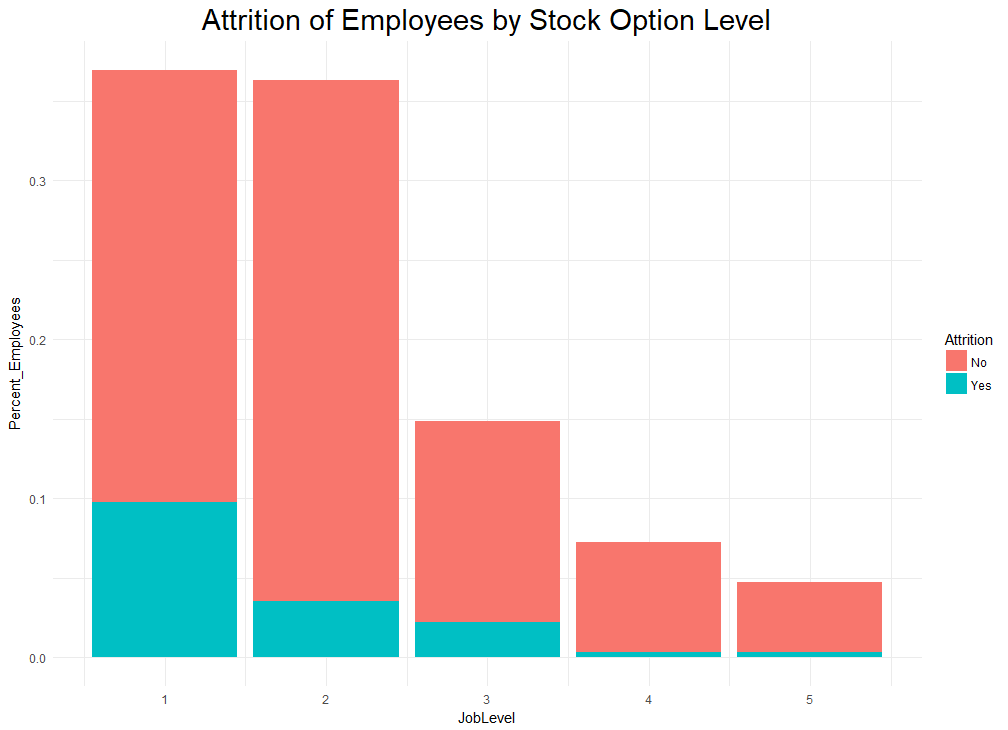 Attrition of Employees by Stock Option Level
Percent_Employees
0.3
0.2
0.1
0.0
1 2 3 4 5
JobLevel
Attrition
No
Yes